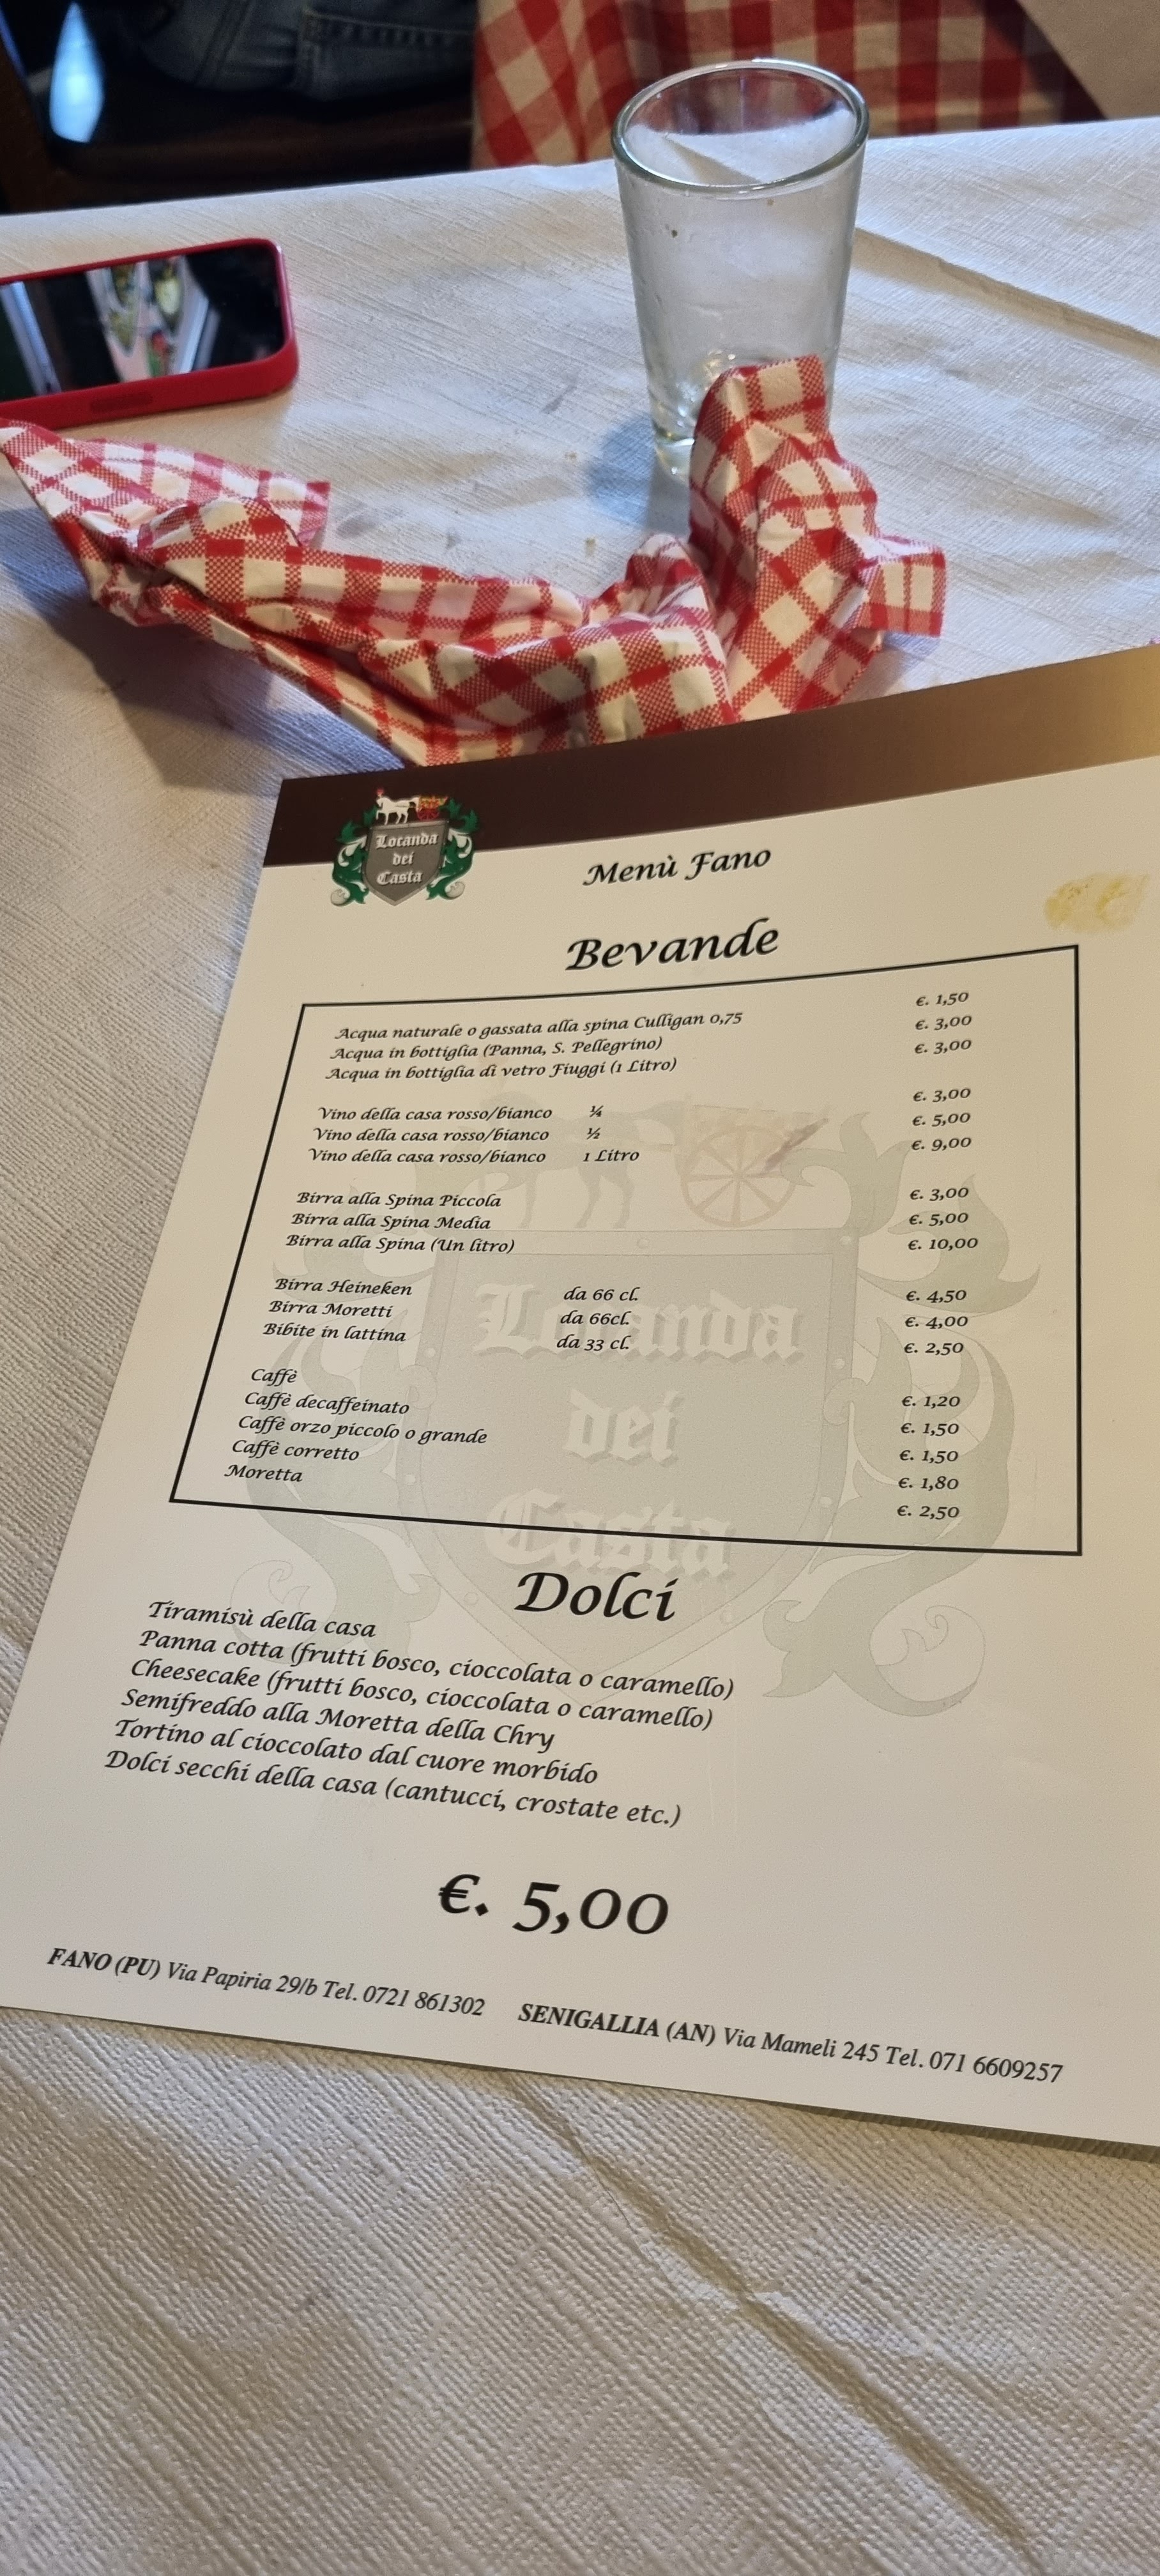 Locanda
dei
Casta
Menù Fano
Bevande
Acqua naturale o gassata alla spina Culligan 0,75 €. 1,50
Acqua in bottiglia (Panna, S. Pellegrino) €. 3,00
Acqua in bottiglia di vetro Fiuggi (1 Litro) €. 3,00
Vino della casa rosso/bianco ¼ €. 3,00
Vino della casa rosso/bianco ½ €. 5,00
Vino della casa rosso/bianco 1 Litro €. 9,00
Birra alla Spina Piccola €. 3,00
Birra alla Spina Media €. 5,00
Birra alla Spina (Un litro) €. 10,00
Birra Heineken da 66 cl. €. 4,50
Birra Moretti da 66cl. €. 4,00
Bibite in lattina da 33 cl. €. 2,50
Caffè €. 1,20
Caffè decaffeinato €. 1,50
Caffè orzo piccolo o grande €. 1,50
Caffè corretto €. 1,80
Moretta €. 2,50
Locanda
dei
Casta
Dolci
Tiramisù della casa
Panna cotta (frutti bosco, cioccolata o caramello)
Cheesecake (frutti bosco, cioccolata o caramello)
Semifreddo alla Moretta della Chry
Tortino al cioccolato dal cuore morbido
Dolci secchi della casa (cantucci, crostate etc.)
€. 5,00
FANO (PU) Via Papiria 29/b Tel. 0721 861302 SENIGALLIA (AN) Via Mameli 245 Tel. 071 6609257